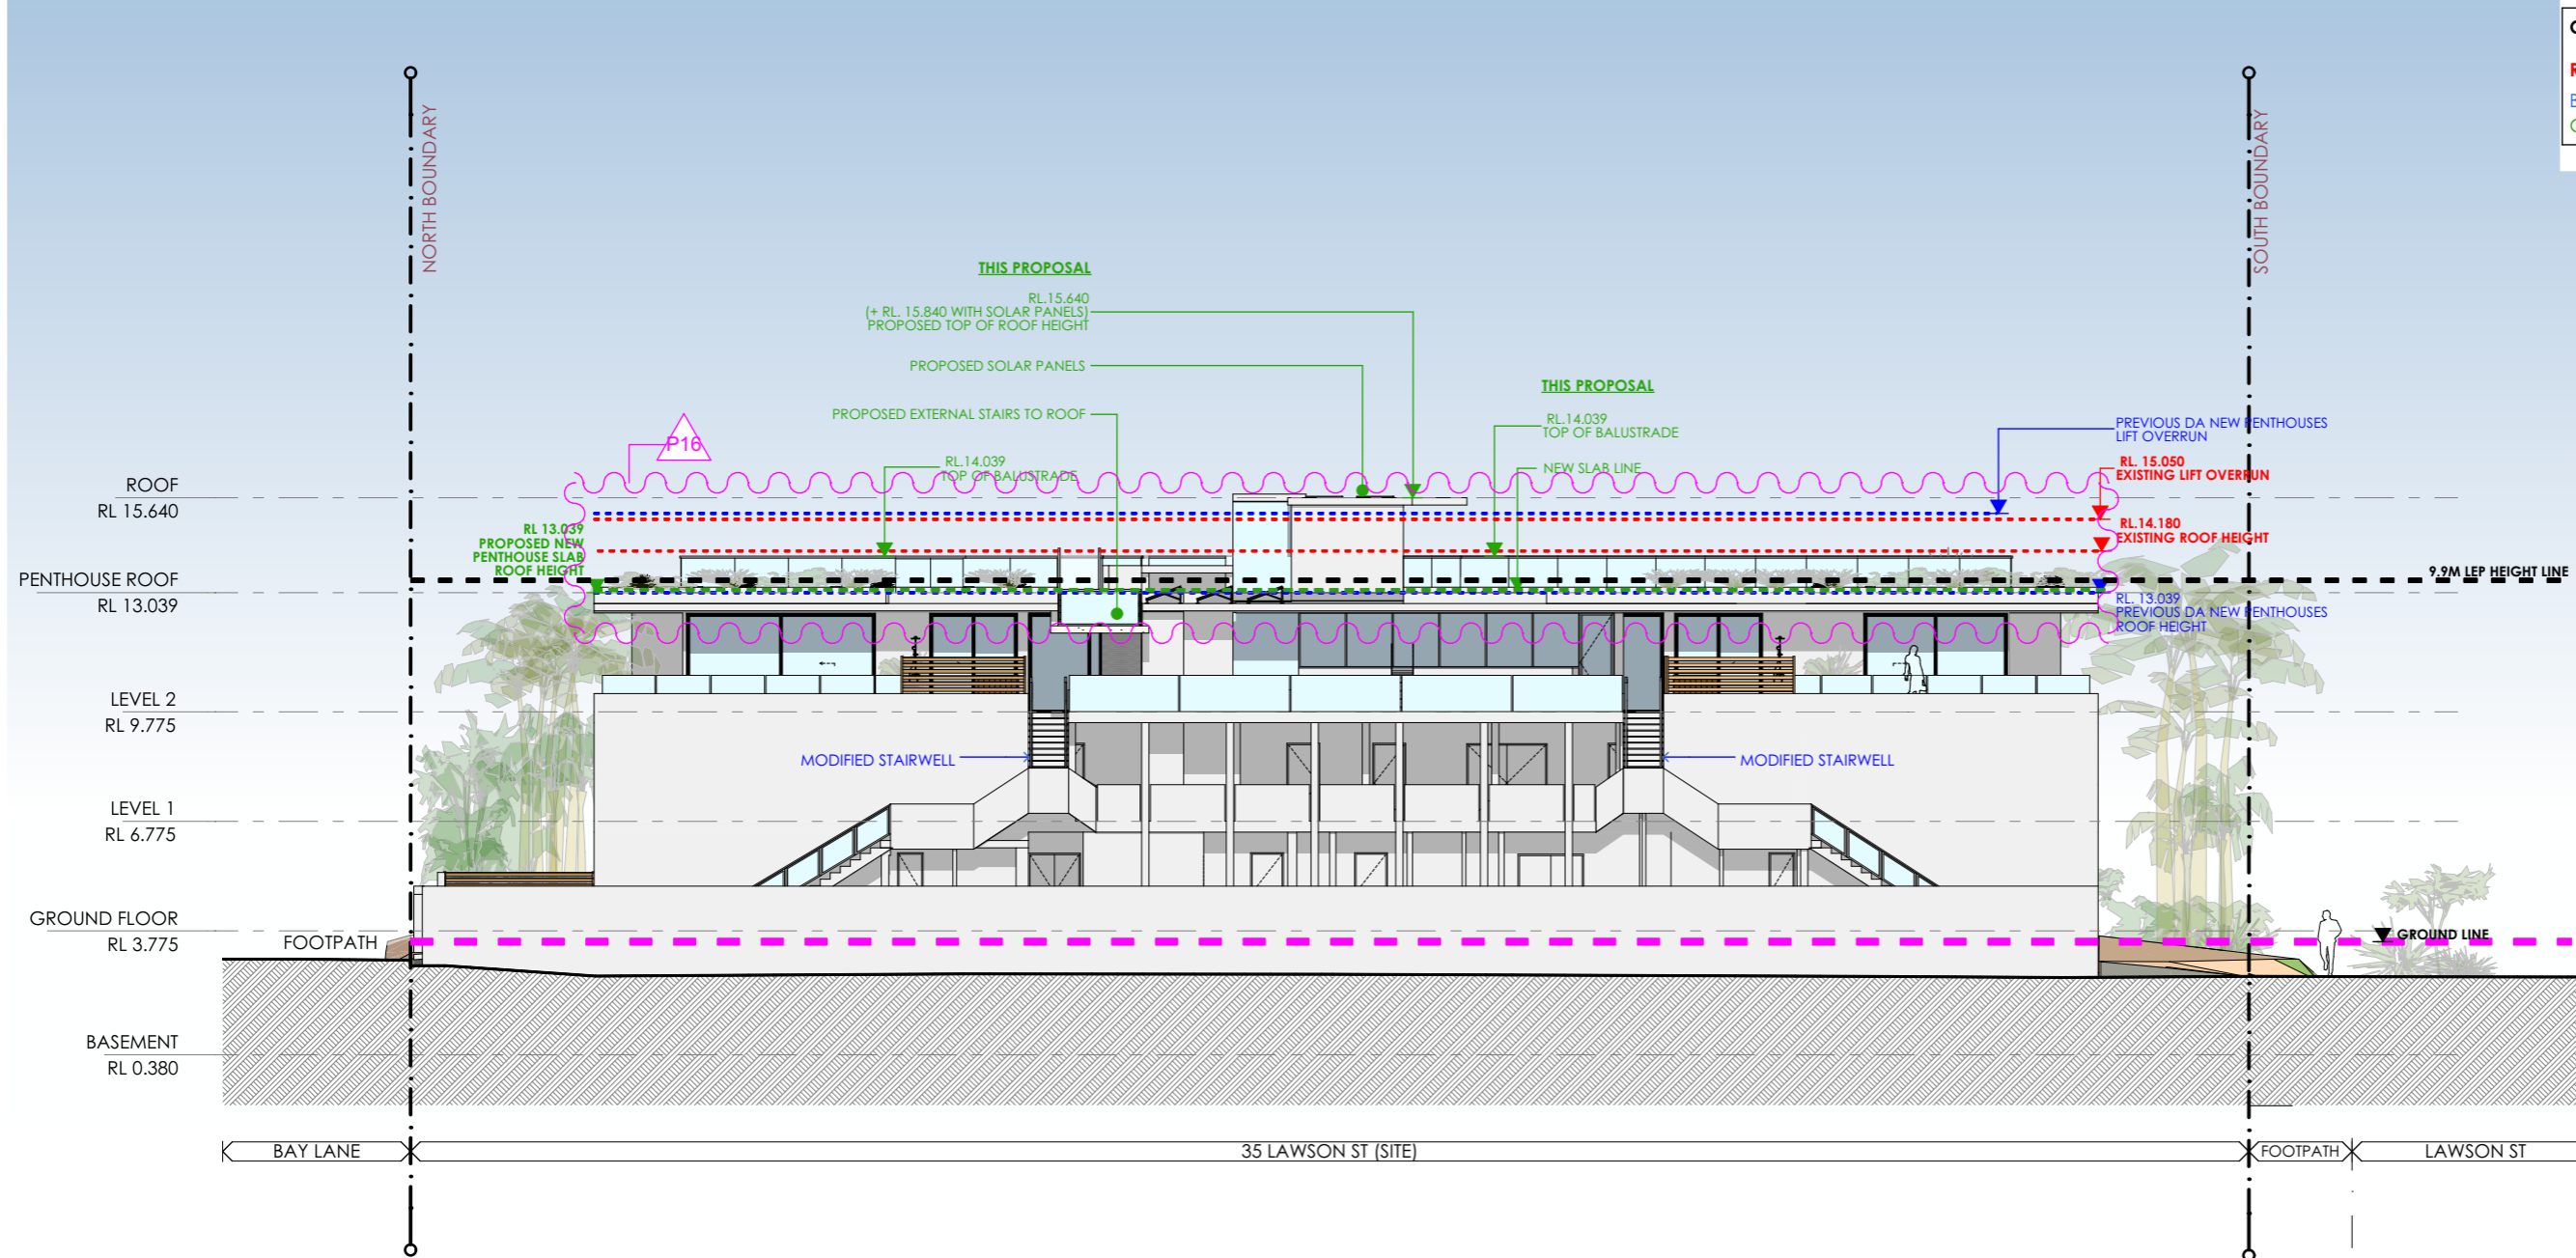 NORTH BOUNDARY
SOUTH BOUNDARY
THIS PROPOSAL
RL.15.640
(+ RL. 15.840 WITH SOLAR PANELS)
PROPOSED TOP OF ROOF HEIGHT
PROPOSED SOLAR PANELS
PROPOSED EXTERNAL STAIRS TO ROOF
THIS PROPOSAL
RL.14.039
TOP OF BALUSTRADE
P16
RL.14.039
TOP OF BALUSTRADE
NEW SLAB LINE
PREVIOUS DA NEW PENTHOUSES
LIFT OVERRUN
RL. 15.050
EXISTING LIFT OVERRUN
ROOF
RL 15.640
RL 13.039
PROPOSED NEW
PENTHOUSE SLAB
ROOF HEIGHT
RL.14.180
EXISTING ROOF HEIGHT
PENTHOUSE ROOF
RL 13.039
9.9M LEP HEIGHT LINE
RL. 13.039
PREVIOUS DA NEW PENTHOUSES
ROOF HEIGHT
LEVEL 2
RL 9.775
MODIFIED STAIRWELL
MODIFIED STAIRWELL
LEVEL 1
RL 6.775
GROUND FLOOR
RL 3.775
FOOTPATH
GROUND LINE
BASEMENT
RL 0.380
BAY LANE
35 LAWSON ST (SITE)
FOOTPATH
LAWSON ST